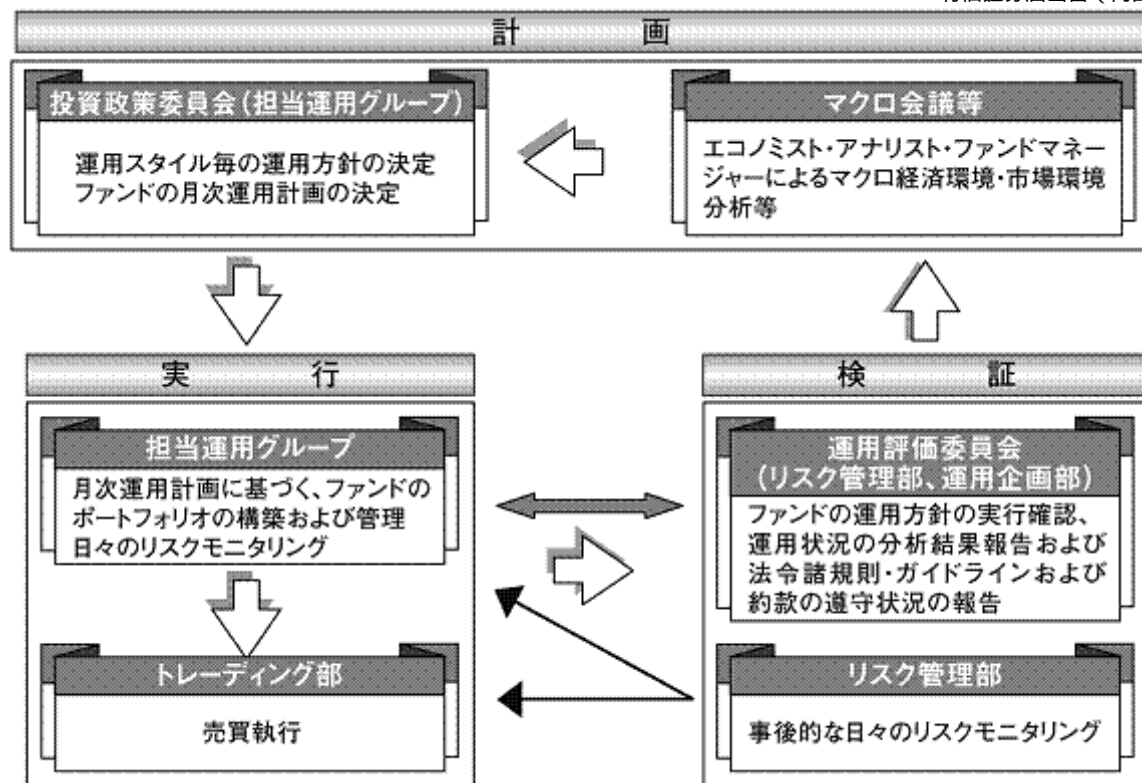 計画
投資政策委員会(担当運用グループ)
運用スタイル毎の運用方針の決定
ファンドの月次運用計画の決定
マクロ会議等
エコノミスト・アナリスト・ファンドマネー
ジャーによるマクロ経済環境・市場環境
分析等
実行
担当運用グループ
月次運用計画に基づく、ファンドの
ポートフォリオの構築および管理
日々のリスクモニタリング
トレーディング部
売買執行
検証
運用評価委員会
(リスク管理部、運用企画部)
ファンドの運用方針の実行確認、
運用状況の分析結果報告および
法令諸規則・ガイドラインおよび
約款の遵守状況の報告
リスク管理部
事後的な日々のリスクモニタリング